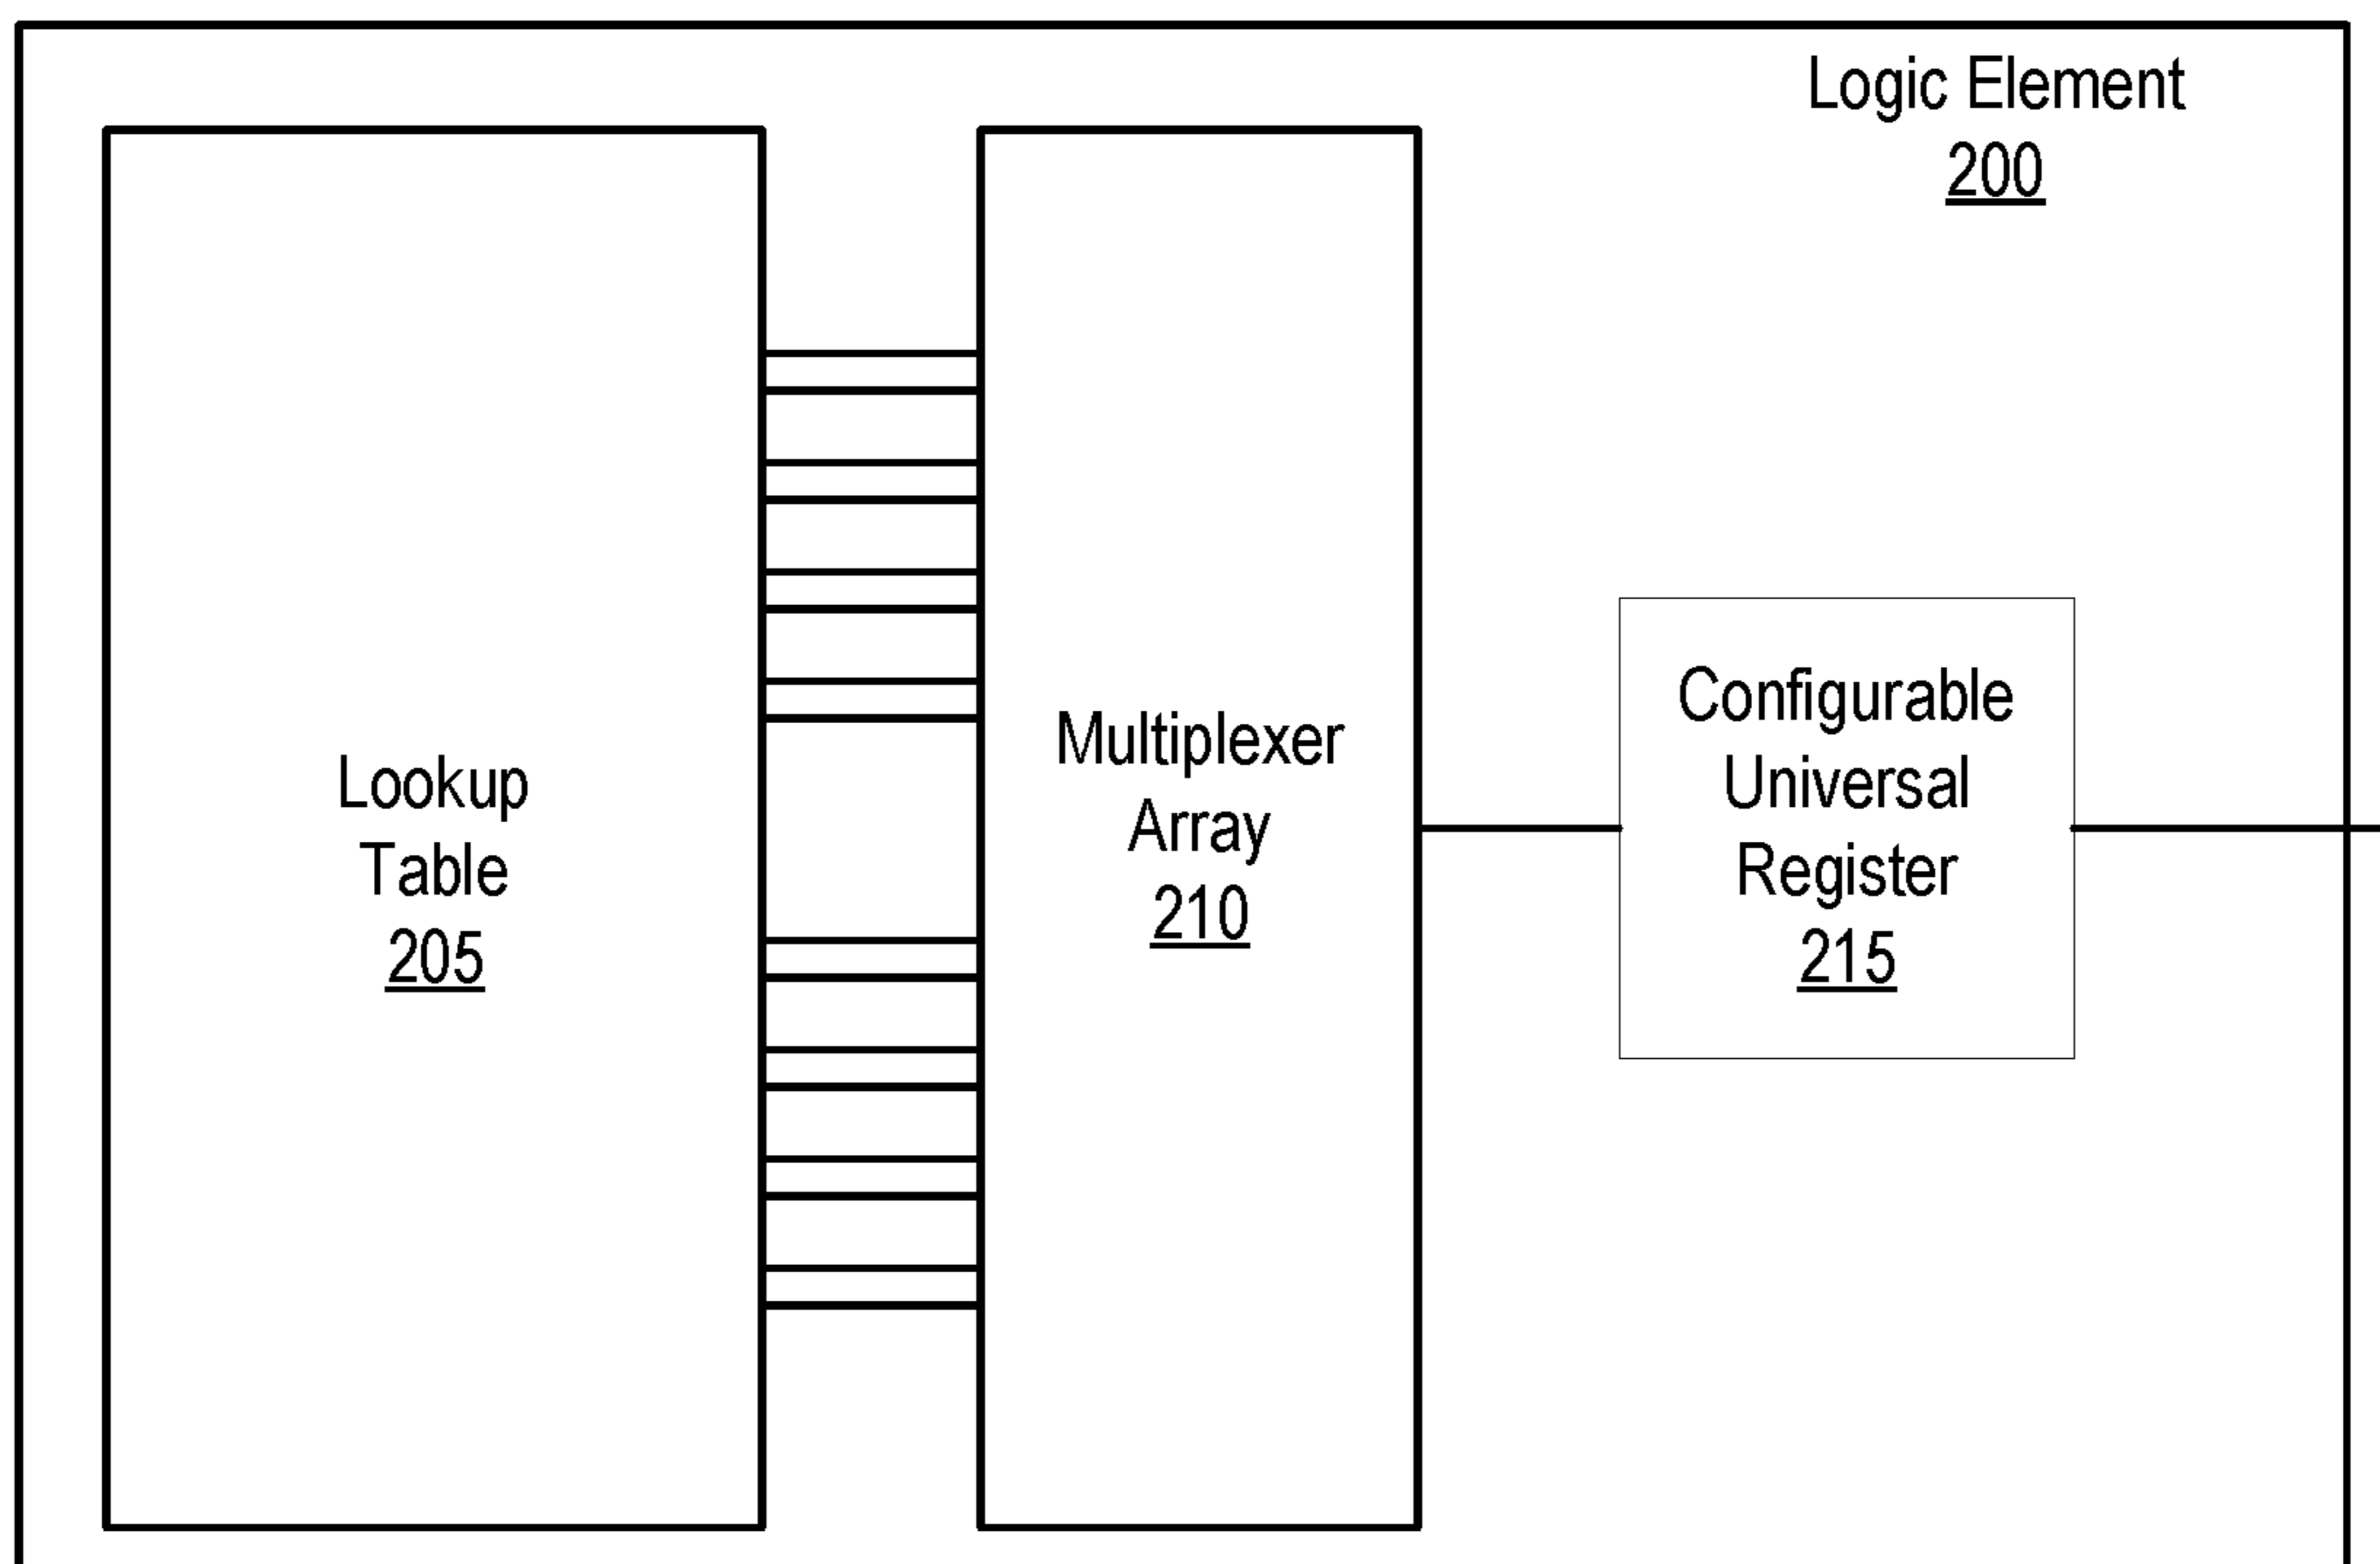 Logic Element
200
Lookup
Table
205
Multiplexer
Array
210
Configurable
Universal
Register
215